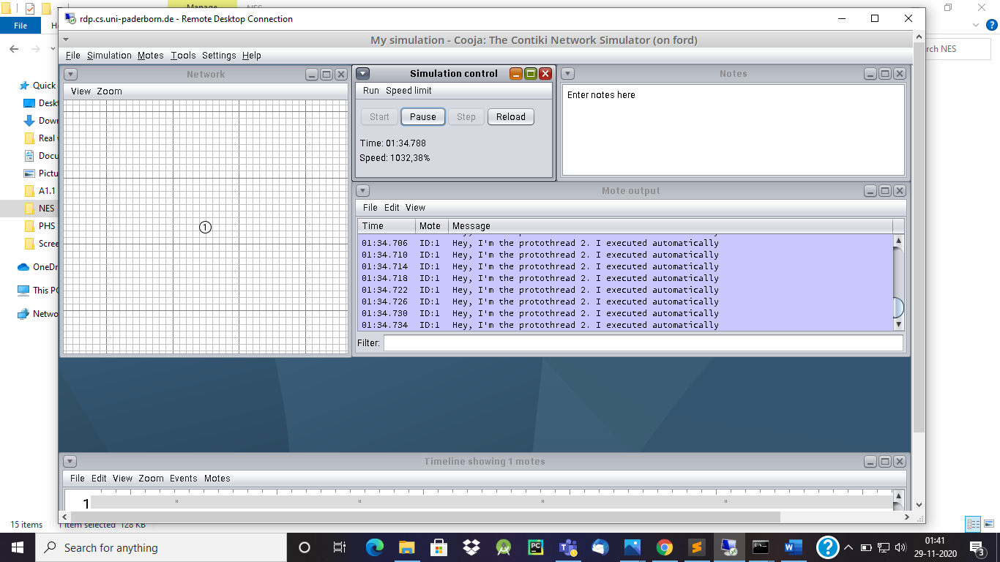 Manage
NES
rdp.cs.uni-paderborn.de - Remote Desktop Connection
File
My simulation - Cooja: The Contiki Network Simulator (on ford)
File Simulation Motes Tools Settings Help
rch NES
Network
View Zoom
1
Simulation control
Run Speed limit
Start Pause Step Reload
Time: 01:34.788
Speed: 1032,38%
Notes
Enter notes here
Mote output
File Edit View
Time Mote Message
01:34.706 ID:1 Hey, I'm the protothread 2. I executed automatically
01:34.710 ID:1 Hey, I'm the protothread 2. I executed automatically
01:34.714 ID:1 Hey, I'm the protothread 2. I executed automatically
01:34.718 ID:1 Hey, I'm the protothread 2. I executed automatically
01:34.722 ID:1 Hey, I'm the protothread 2. I executed automatically
01:34.726 ID:1 Hey, I'm the protothread 2. I executed automatically
01:34.730 ID:1 Hey, I'm the protothread 2. I executed automatically
01:34.734 ID:1 Hey, I'm the protothread 2. I executed automatically
Filter:
Quick
Deskt
Down
Real
Docu
Pictu
A1.1
NES
PHS
Scree
OneDr
This PC
Netwo
Timeline showing 1 motes
File Edit View Zoom Events Motes
1
15 items 1 item selected 128 KB
Search for anything
PC
01:41
29-11-2020
3